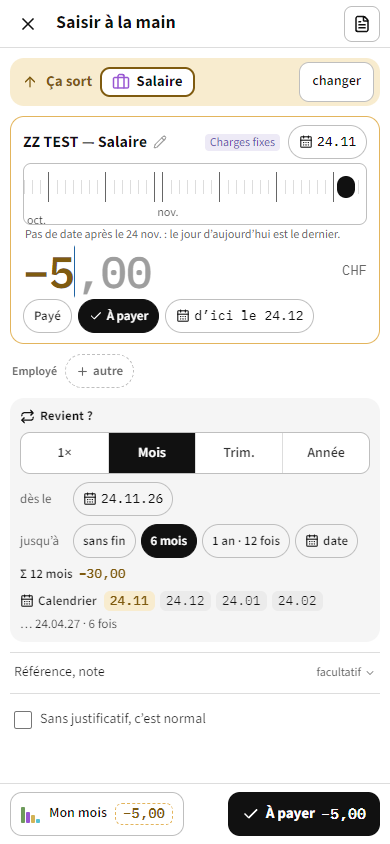 Saisir à la main
Ça sort Salaire changer
ZZ TEST — Salaire Charges fixes 24.11
oct. nov.
Pas de date après le 24 nov. : le jour d’aujourd’hui est le dernier.
−5,00 CHF
Payé À payer d’ici le 24.12
Employé + autre
Revient ?
1× Mois Trim. Année
dès le 24.11.26
jusqu’à sans fin 6 mois 1 an · 12 fois date
Σ 12 mois −30,00
Calendrier 24.11 24.12 24.01 24.02
… 24.04.27 · 6 fois
Référence, note facultatif
Sans justificatif, c’est normal
Mon mois −5,00 À payer −5,00